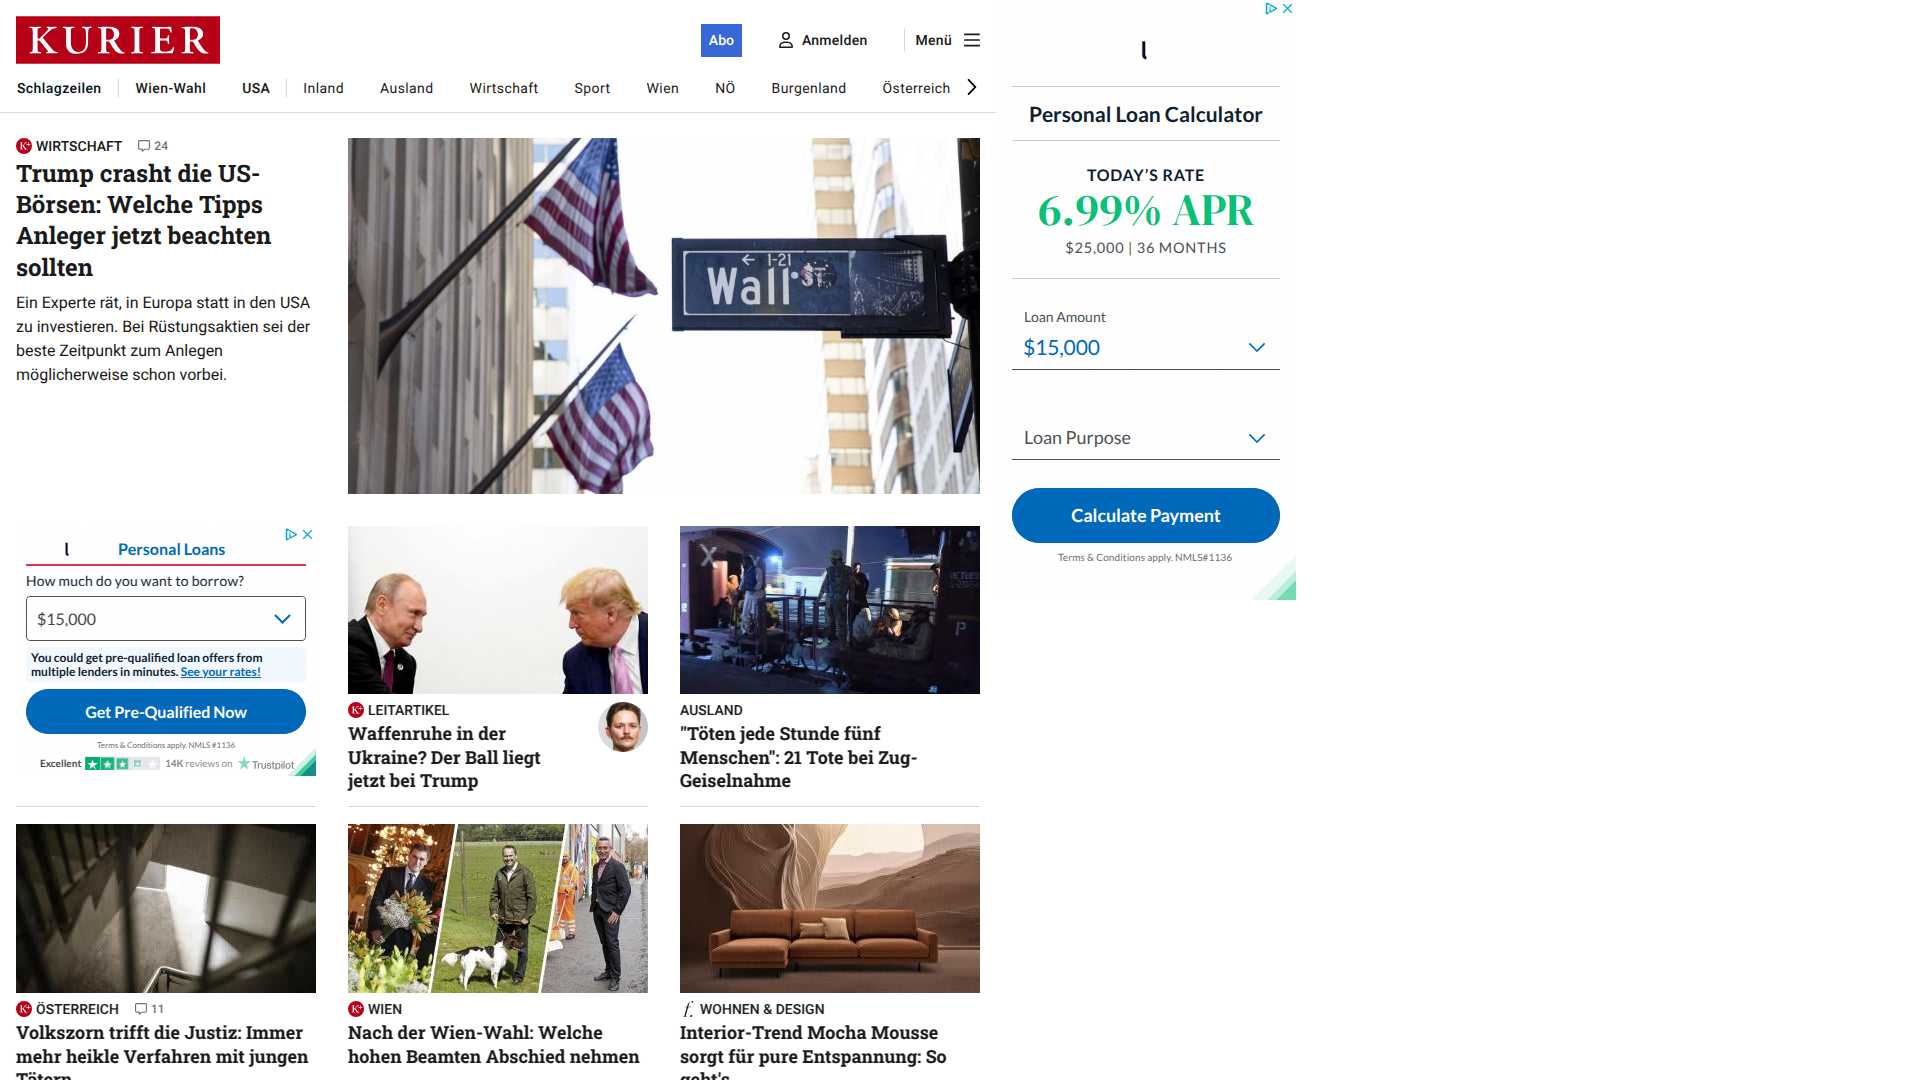 KURIER
Abo
Anmelden
Menü
Schlagzeilen
Wien-Wahl
USA
Inland
Ausland
Wirtschaft
Sport
Wien
NÖ
Burgenland
Österreich
WIRTSCHAFT 24
Trump crasht die US-
Börsen: Welche Tipps
Anleger jetzt beachten
sollten
Ein Experte rät, in Europa statt in den USA
zu investieren. Bei Rüstungsaktien sei der
beste Zeitpunkt zum Anlegen
möglicherweise schon vorbei.
← 1-21
Wall ST
Personal Loan Calculator
TODAY'S RATE
6.99% APR
$25,000 | 36 MONTHS
Loan Amount
$15,000
Loan Purpose
Calculate Payment
Terms & Conditions apply. NMLS#1136
Personal Loans
How much do you want to borrow?
$15,000
You could get pre-qualified loan offers from
multiple lenders in minutes. See your rates!
Get Pre-Qualified Now
Terms & Conditions apply. NMLS #1136
Excellent 14K reviews on Trustpilot
LEITARTIKEL
Waffenruhe in der
Ukraine? Der Ball liegt
jetzt bei Trump
AUSLAND
"Töten jede Stunde fünf
Menschen": 21 Tote bei Zug-
Geiselnahme
ÖSTERREICH 11
Volkszorn trifft die Justiz: Immer
mehr heikle Verfahren mit jungen
Tätern
WIEN
Nach der Wien-Wahl: Welche
hohen Beamten Abschied nehmen
f. WOHNEN & DESIGN
Interior-Trend Mocha Mousse
sorgt für pure Entspannung: So
geht's